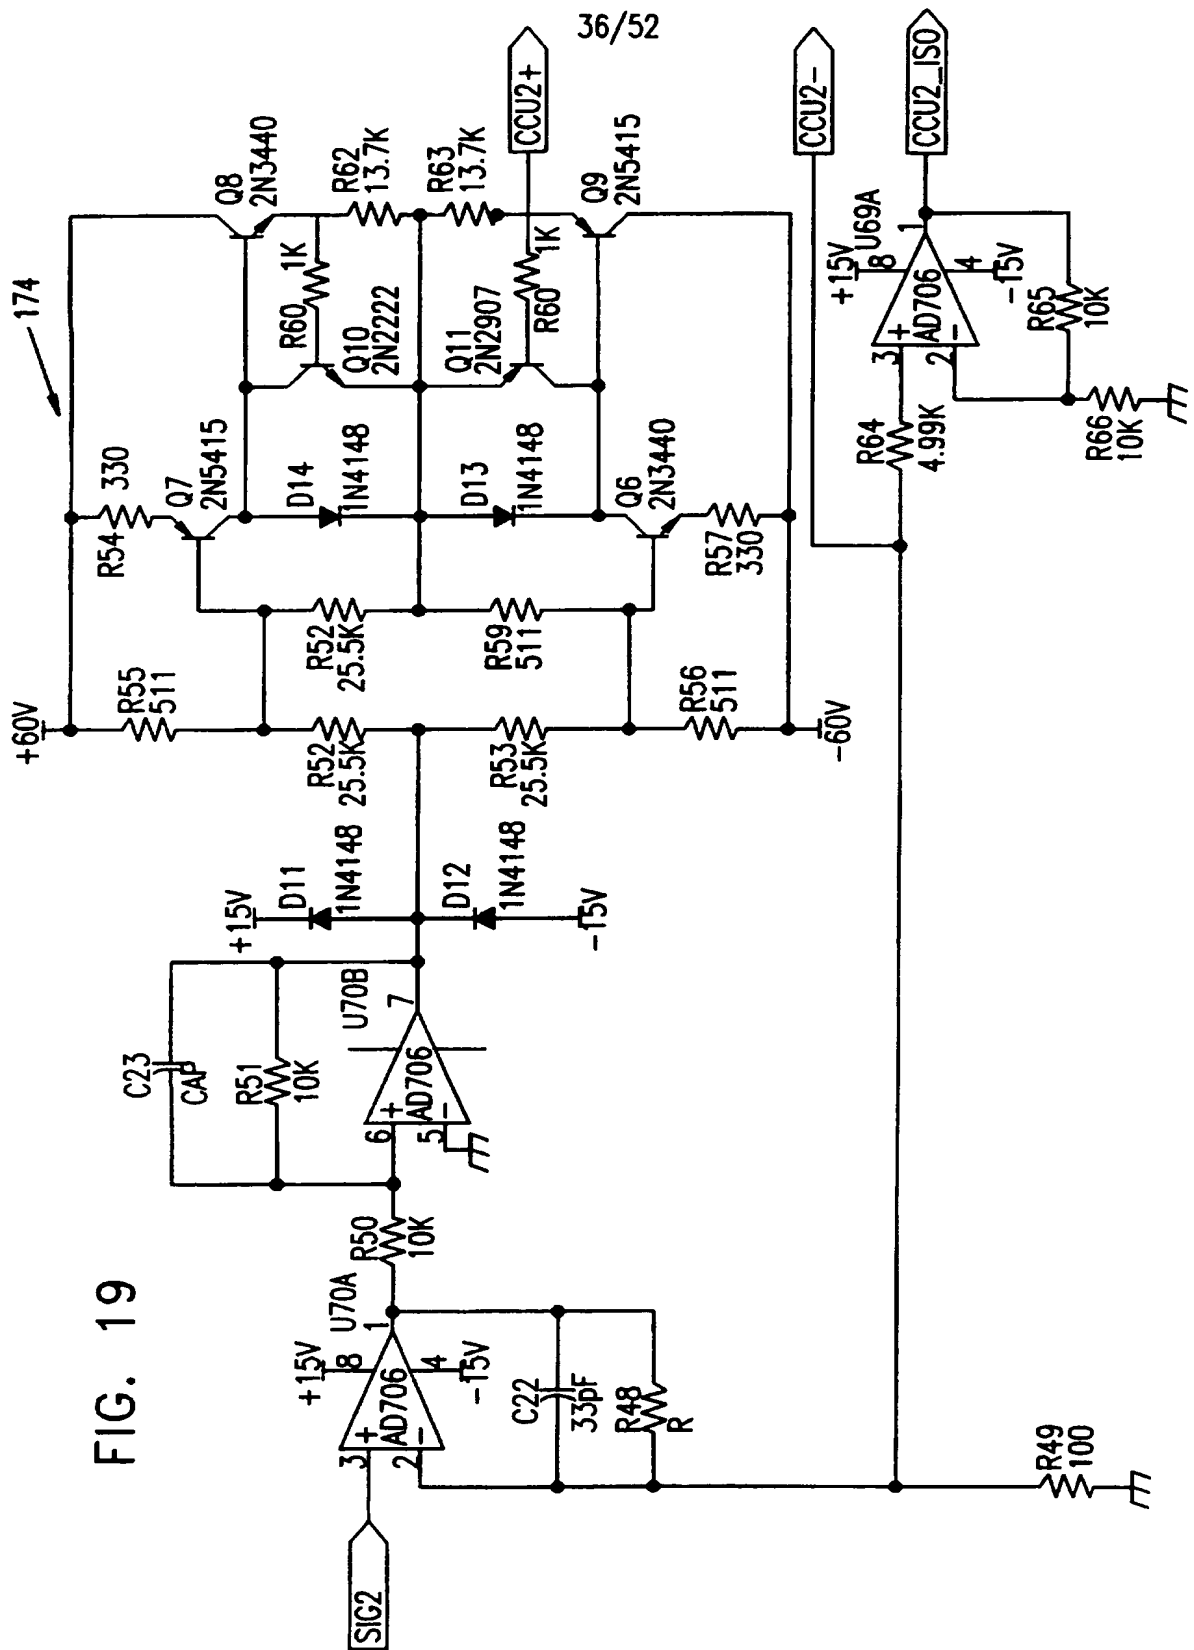 36/52
FIG. 19
174
SIG2
3
2
+
−
AD706
+15V
8
4
−15V
U70A
1
C22
33pF
R48
R
R49
100
R50
10K
C23
CAP
R51
10K
6
5
+
−
AD706
U70B
7
+15V
D11
1N4148
D12
1N4148
−15V
+60V
R55
511
R52
25.5K
R53
25.5K
R56
511
−60V
R52
25.5K
R59
511
R54
330
Q7
2N5415
D14
1N4148
D13
1N4148
Q6
2N3440
R57
330
R60
1K
Q10
2N2222
Q11
2N2907
1K
R60
Q8
2N3440
R62
13.7K
R63
13.7K
Q9
2N5415
CCU2+
CCU2−
R64
4.99K
3
2
+
−
AD706
+15V
8
4
−15V
U69A
1
R65
10K
R66
10K
CCU2_ISO